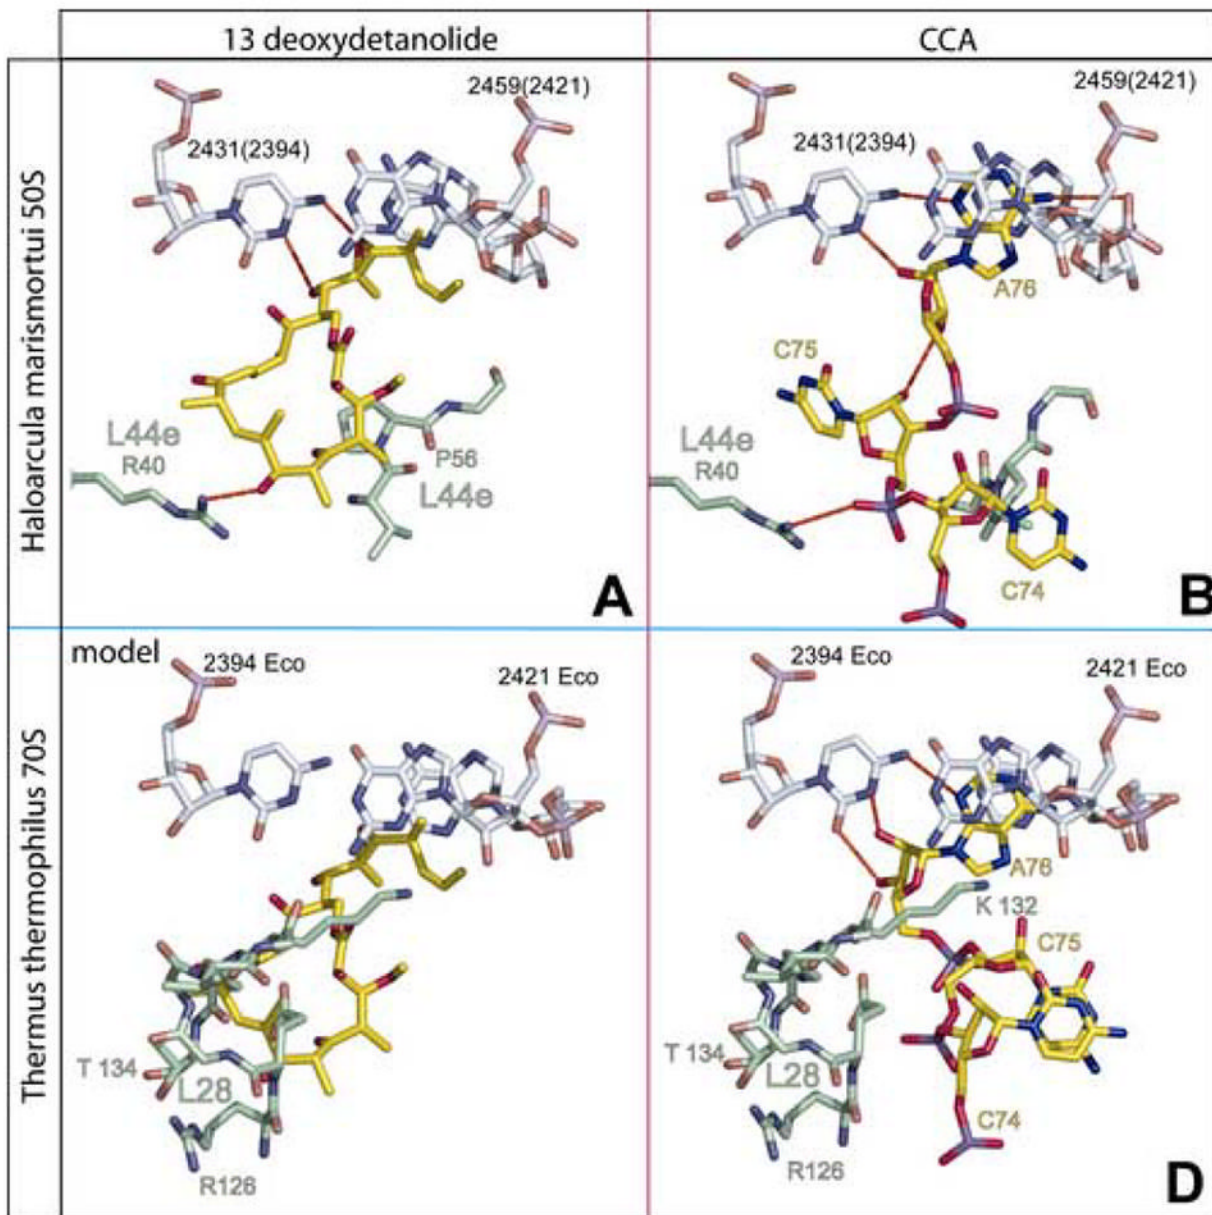 13 deoxydetanolide
CCA
Haloarcula marismortui 50S
2459(2421)
2431(2394)
L44e
R40
P56
L44e
A
2459(2421)
2431(2394)
A76
C75
L44e
R40
C74
B
Thermus thermophilus 70S
model
2394 Eco
2421 Eco
T 134
L28
R126
2394 Eco
2421 Eco
A76
K 132
C75
T 134
L28
C74
R126
D